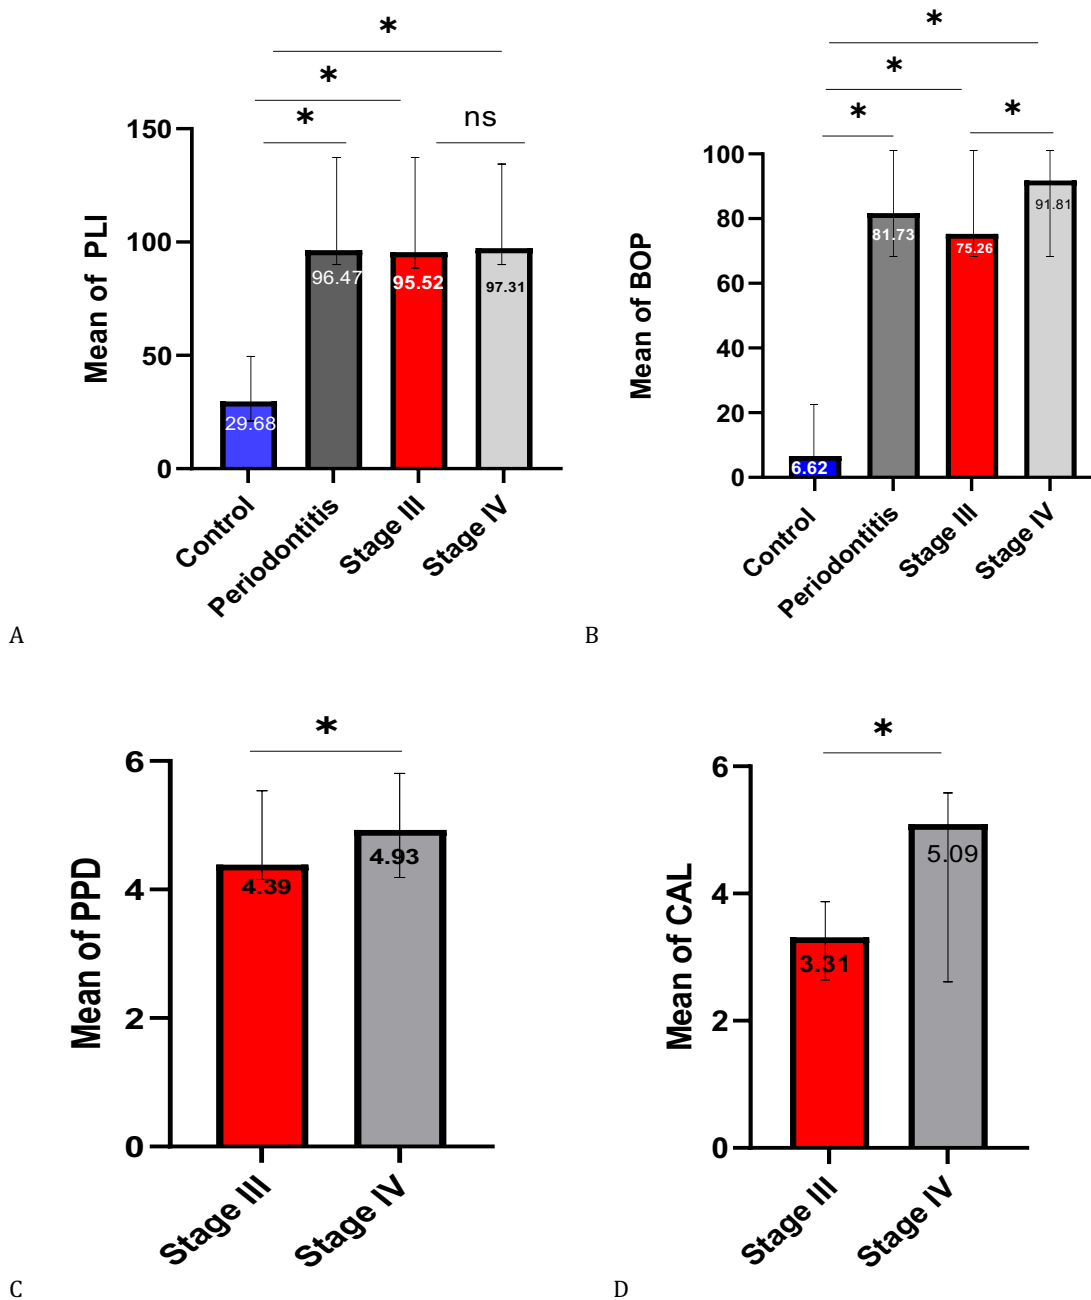 *
*
*
ns
150
100
50
0
Mean of PLI
29.68
96.47
95.52
97.31
Control
Periodontitis
Stage III
Stage IV
A
*
*
*
*
100
80
60
40
20
0
Mean of BOP
6.62
81.73
75.26
91.81
Control
Periodontitis
Stage III
Stage IV
B
*
6
4
2
0
Mean of PPD
4.39
4.93
Stage III
Stage IV
C
*
6
4
2
0
Mean of CAL
3.31
5.09
Stage III
Stage IV
D